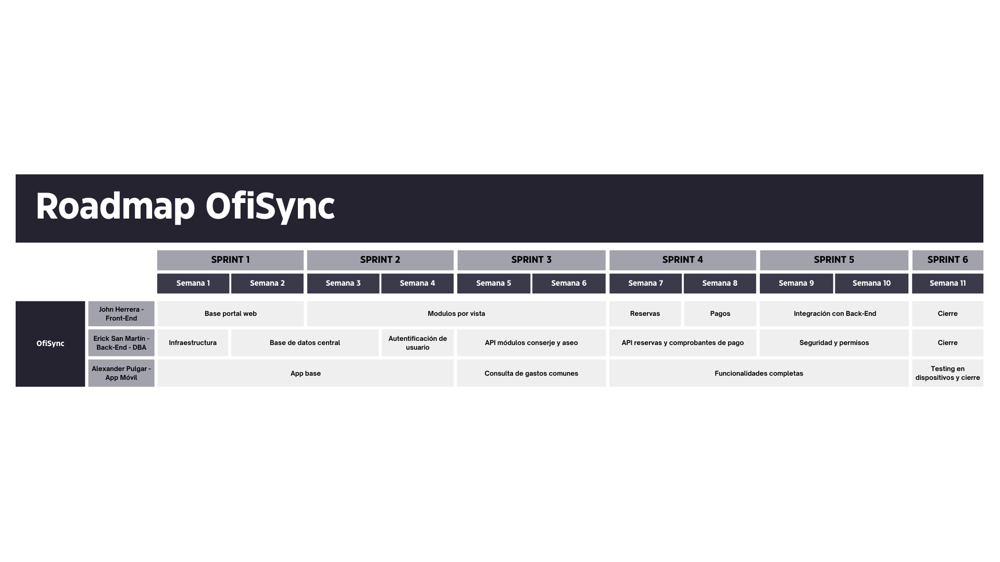 Roadmap OfiSync
SPRINT 1
SPRINT 2
SPRINT 3
SPRINT 4
SPRINT 5
SPRINT 6
Semana 1
Semana 2
Semana 3
Semana 4
Semana 5
Semana 6
Semana 7
Semana 8
Semana 9
Semana 10
Semana 11
OfiSync
John Herrera -
Front-End
Base portal web
Modulos por vista
Reservas
Pagos
Integración con Back-End
Cierre
Erick San Martín -
Back-End - DBA
Infraestructura
Base de datos central
Autentificación de
usuario
API módulos conserje y aseo
API reservas y comprobantes de pago
Seguridad y permisos
Cierre
Alexander Pulgar -
App Móvil
App base
Consulta de gastos comunes
Funcionalidades completas
Testing en
dispositivos y cierre